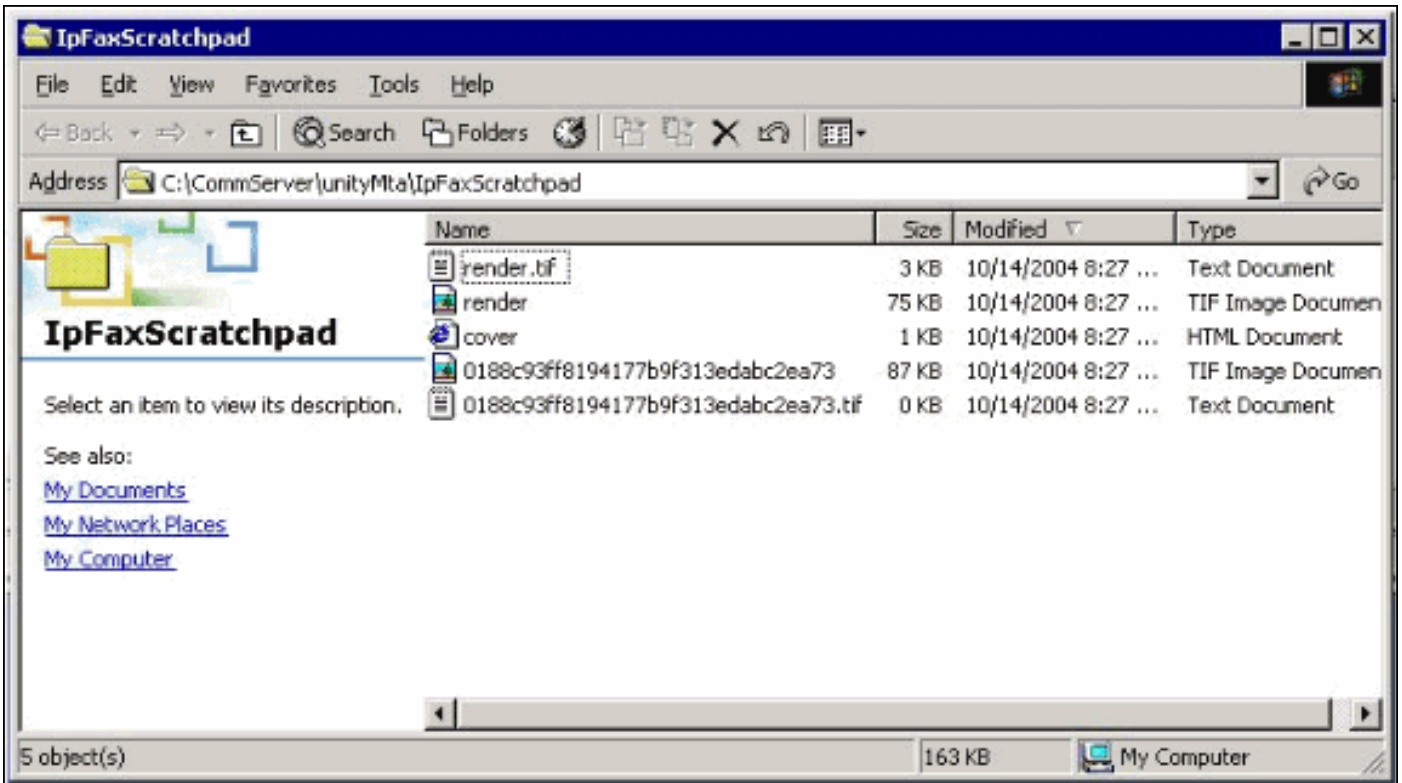 IpFaxScratchpad
File Edit View Favorites Tools Help
Back Search Folders
Address C:\CommServer\unityMta\IpFaxScratchpad Go
Name Size Modified Type
render.tif 3 KB 10/14/2004 8:27 ... Text Document
render 75 KB 10/14/2004 8:27 ... TIF Image Documen
cover 1 KB 10/14/2004 8:27 ... HTML Document
0188c93ff8194177b9f313edabc2ea73 87 KB 10/14/2004 8:27 ... TIF Image Documen
0188c93ff8194177b9f313edabc2ea73.tif 0 KB 10/14/2004 8:27 ... Text Document
IpFaxScratchpad
Select an item to view its description.
See also:
My Documents
My Network Places
My Computer
5 object(s) 163 KB My Computer